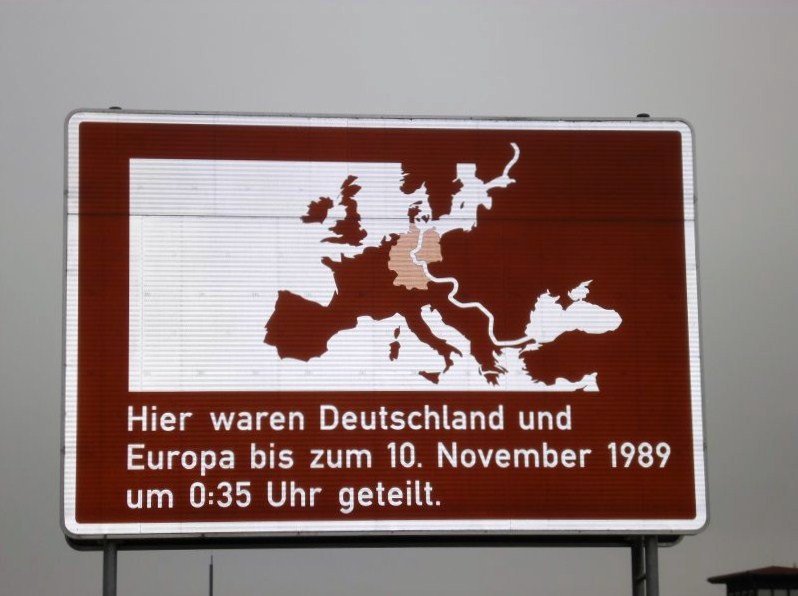 Hier waren Deutschland und
Europa bis zum 10. November 1989
um 0:35 Uhr geteilt.